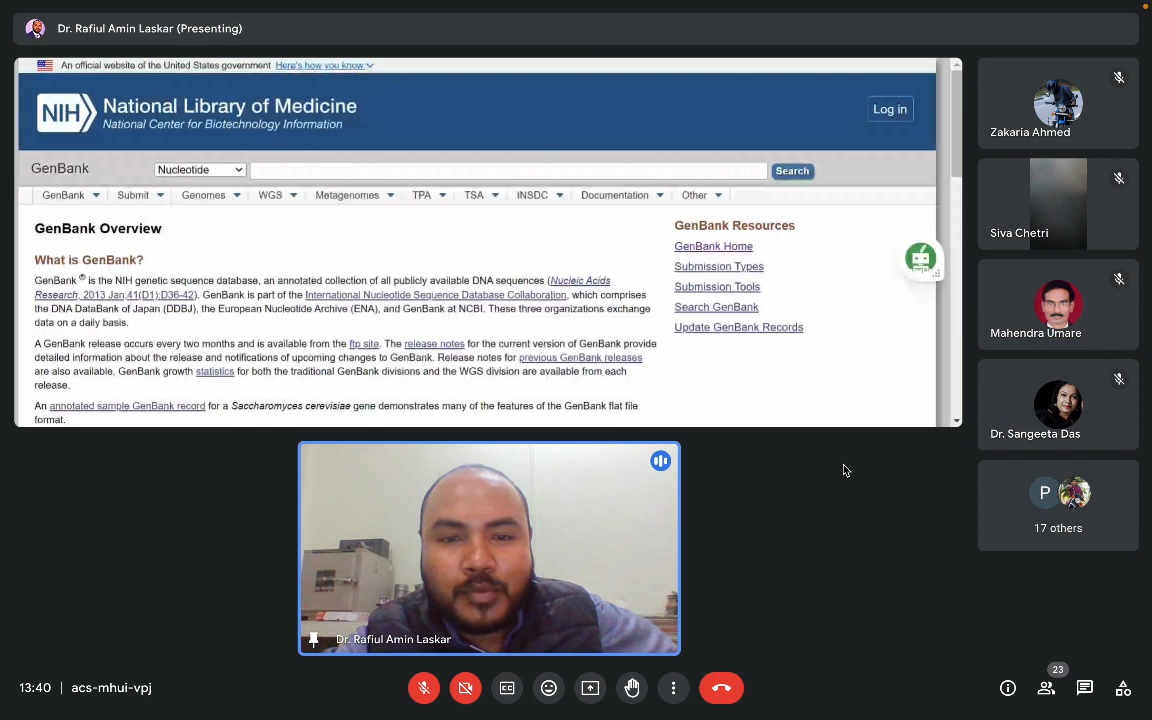 Dr. Rafiul Amin Laskar (Presenting)
An official website of the United States government Here's how you know
NIH National Library of Medicine
National Center for Biotechnology Information
Log in
GenBank
Nucleotide
Search
GenBank Submit Genomes WGS Metagenomes TPA TSA INSDC Documentation Other
GenBank Overview
What is GenBank?
GenBank ® is the NIH genetic sequence database, an annotated collection of all publicly available DNA sequences (Nucleic Acids
Research, 2013 Jan;41(D1):D36-42). GenBank is part of the International Nucleotide Sequence Database Collaboration, which comprises
the DNA DataBank of Japan (DDBJ), the European Nucleotide Archive (ENA), and GenBank at NCBI. These three organizations exchange
data on a daily basis.
A GenBank release occurs every two months and is available from the ftp site. The release notes for the current version of GenBank provide
detailed information about the release and notifications of upcoming changes to GenBank. Release notes for previous GenBank releases
are also available. GenBank growth statistics for both the traditional GenBank divisions and the WGS division are available from each
release.
An annotated sample GenBank record for a Saccharomyces cerevisiae gene demonstrates many of the features of the GenBank flat file
format.
GenBank Resources
GenBank Home
Submission Types
Submission Tools
Search GenBank
Update GenBank Records
Zakaria Ahmed
Siva Chetri
Mahendra Umare
Dr. Sangeeta Das
P
17 others
Dr. Rafiul Amin Laskar
13:40 | acs-mhui-vpj
23